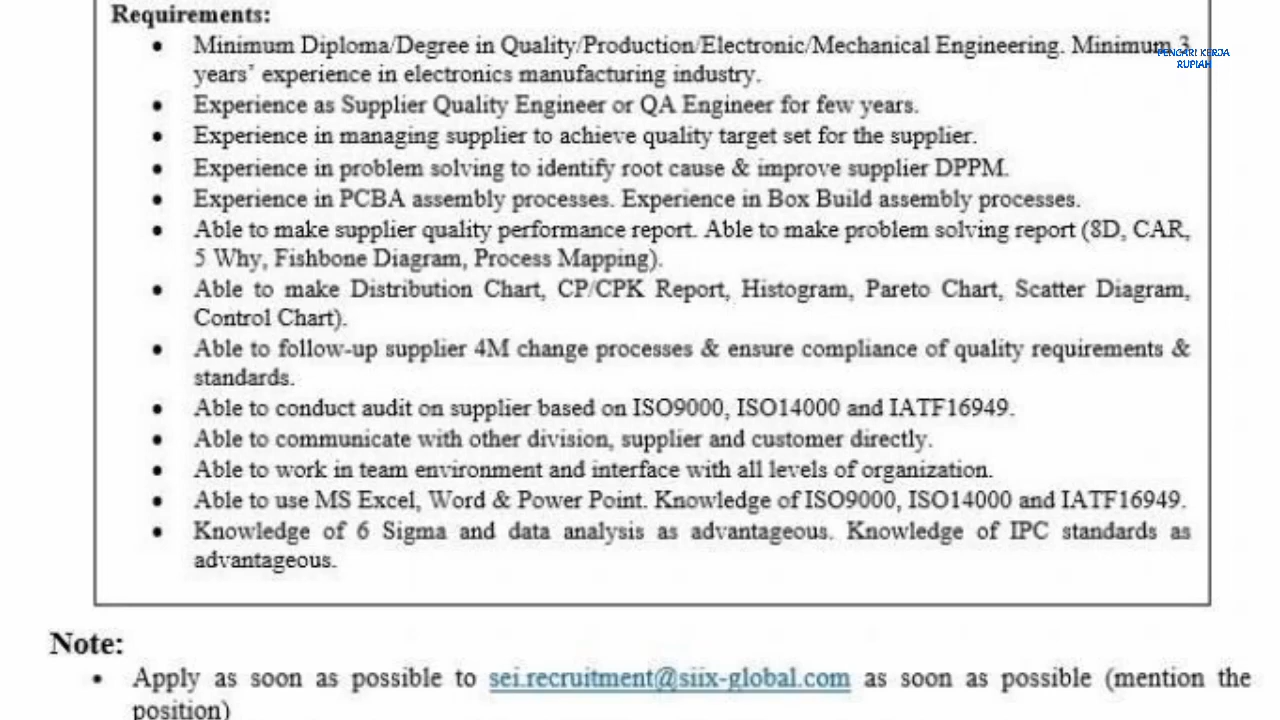 Requirements:
• Minimum Diploma/Degree in Quality/Production/Electronic/Mechanical Engineering. Minimum 3
years' experience in electronics manufacturing industry.
• Experience as Supplier Quality Engineer or QA Engineer for few years.
• Experience in managing supplier to achieve quality target set for the supplier.
• Experience in problem solving to identify root cause & improve supplier DPPM.
• Experience in PCBA assembly processes. Experience in Box Build assembly processes.
• Able to make supplier quality performance report. Able to make problem solving report (8D, CAR,
5 Why, Fishbone Diagram, Process Mapping).
• Able to make Distribution Chart, CP/CPK Report, Histogram, Pareto Chart, Scatter Diagram,
Control Chart).
• Able to follow-up supplier 4M change processes & ensure compliance of quality requirements &
standards.
• Able to conduct audit on supplier based on ISO9000, ISO14000 and IATF16949.
• Able to communicate with other division, supplier and customer directly.
• Able to work in team environment and interface with all levels of organization.
• Able to use MS Excel, Word & Power Point. Knowledge of ISO9000, ISO14000 and IATF16949.
• Knowledge of 6 Sigma and data analysis as advantageous. Knowledge of IPC standards as
advantageous.
Note:
• Apply as soon as possible to sei.recruitment@siix-global.com as soon as possible (mention the
position)
PENCARI KERJA
RUPIAH